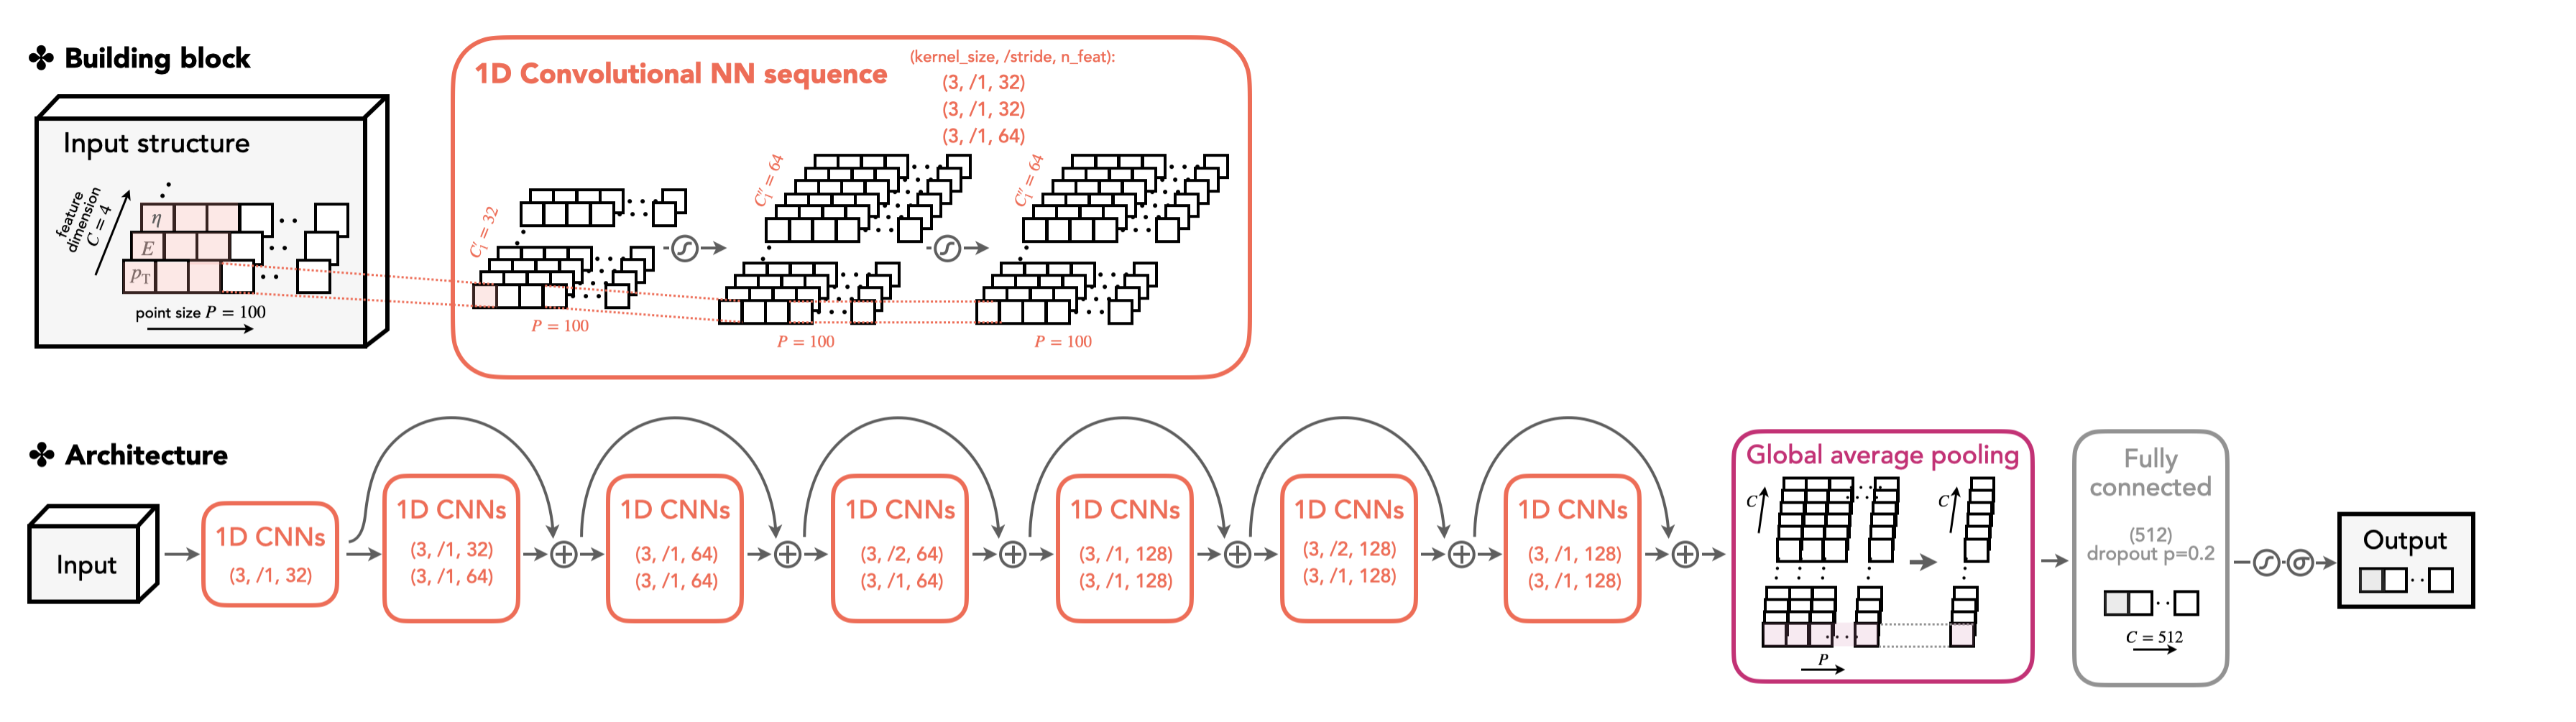 ✤ Building block
Input structure
feature
dimension
C = 4
η
E
pT
point size P = 100
1D Convolutional NN sequence
(kernel_size, /stride, n_feat):
(3, /1, 32)
(3, /1, 32)
(3, /1, 64)
C′₁ = 32
P = 100
C″₁ = 64
P = 100
C″₁ = 64
P = 100
✤ Architecture
Input
1D CNNs
(3, /1, 32)
1D CNNs
(3, /1, 32)
(3, /1, 64)
1D CNNs
(3, /1, 64)
(3, /1, 64)
1D CNNs
(3, /2, 64)
(3, /1, 64)
1D CNNs
(3, /1, 128)
(3, /1, 128)
1D CNNs
(3, /2, 128)
(3, /1, 128)
1D CNNs
(3, /1, 128)
(3, /1, 128)
Global average pooling
C
C
P
Fully
connected
(512)
dropout p=0.2
C = 512
σ
Output